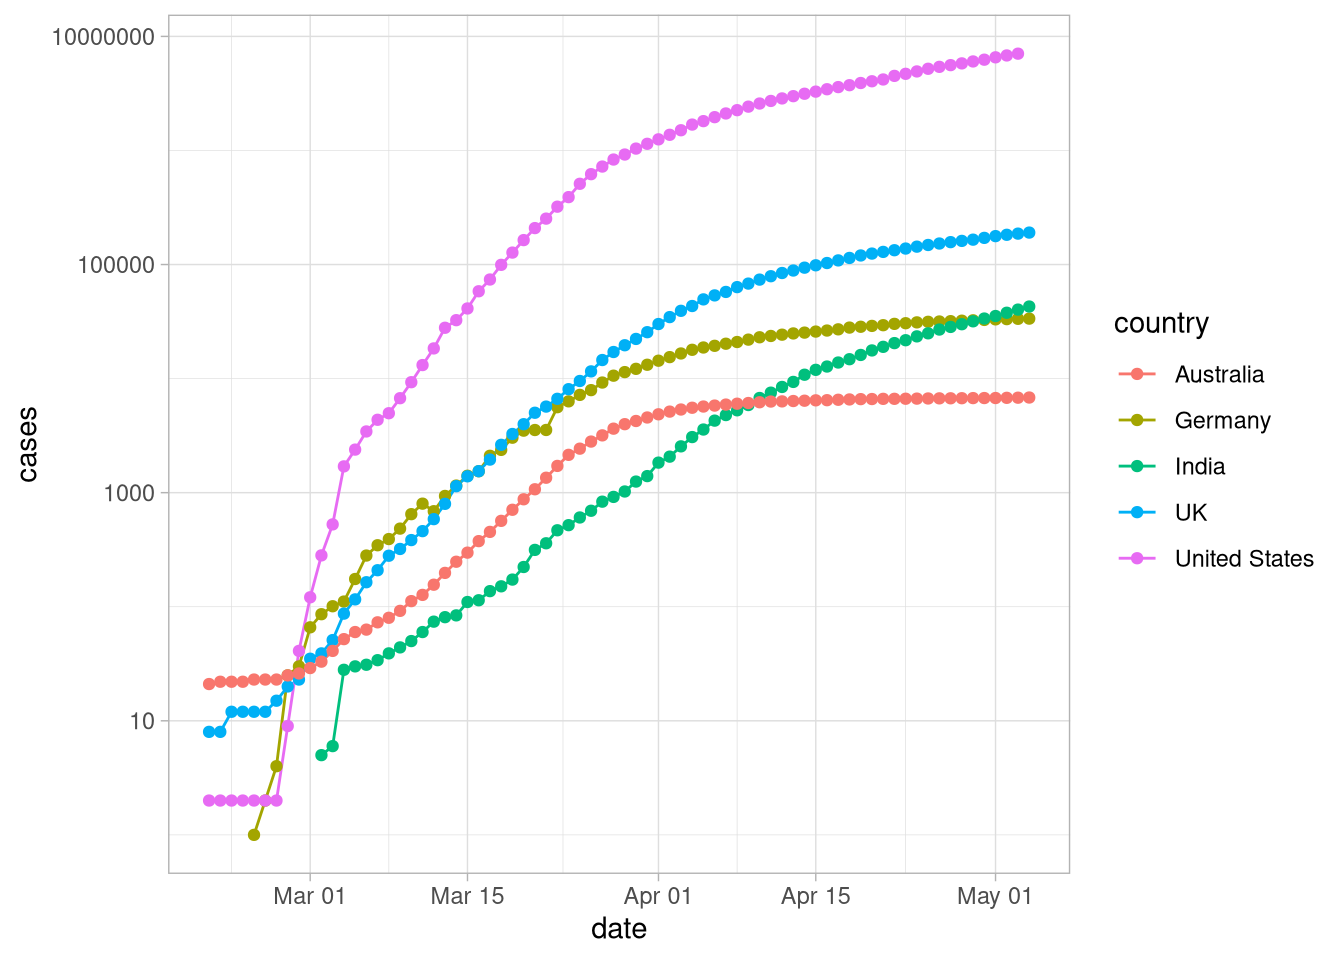 10000000
100000
1000
10
cases
Mar 01
Mar 15
Apr 01
Apr 15
May 01
date
country
Australia
Germany
India
UK
United States